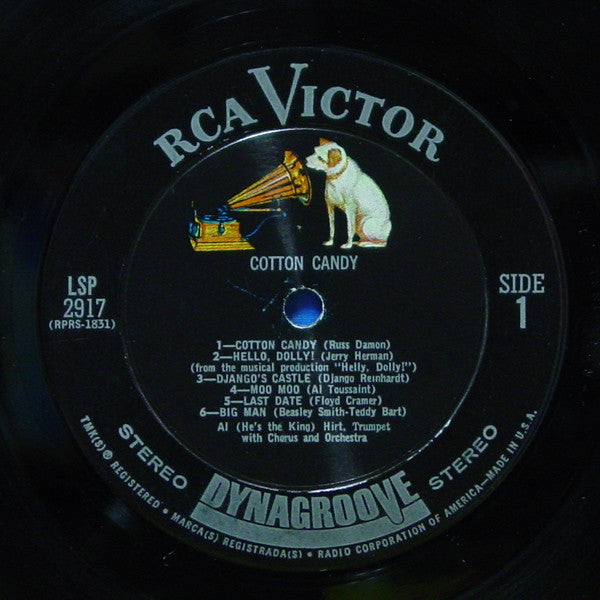 RCA VICTOR
COTTON CANDY
LSP
2917
(RPRS-1831)
SIDE
1
1—COTTON CANDY (Russ Damon)
2—HELLO, DOLLY! (Jerry Herman)
(from the musical production "Helly, Dolly!")
3—DJANGO'S CASTLE (Django Reinhardt)
4—MOO MOO (Al Toussaint)
5—LAST DATE (Floyd Cramer)
6—BIG MAN (Beasley Smith-Teddy Bart)
Al (He's the King) Hirt, Trumpet
with Chorus and Orchestra
STEREO
DYNAGROOVE
STEREO
TMK(S) ® REGISTERED • MARCA(S) REGISTRADA(S) • RADIO CORPORATION OF AMERICA—MADE IN U.S.A.